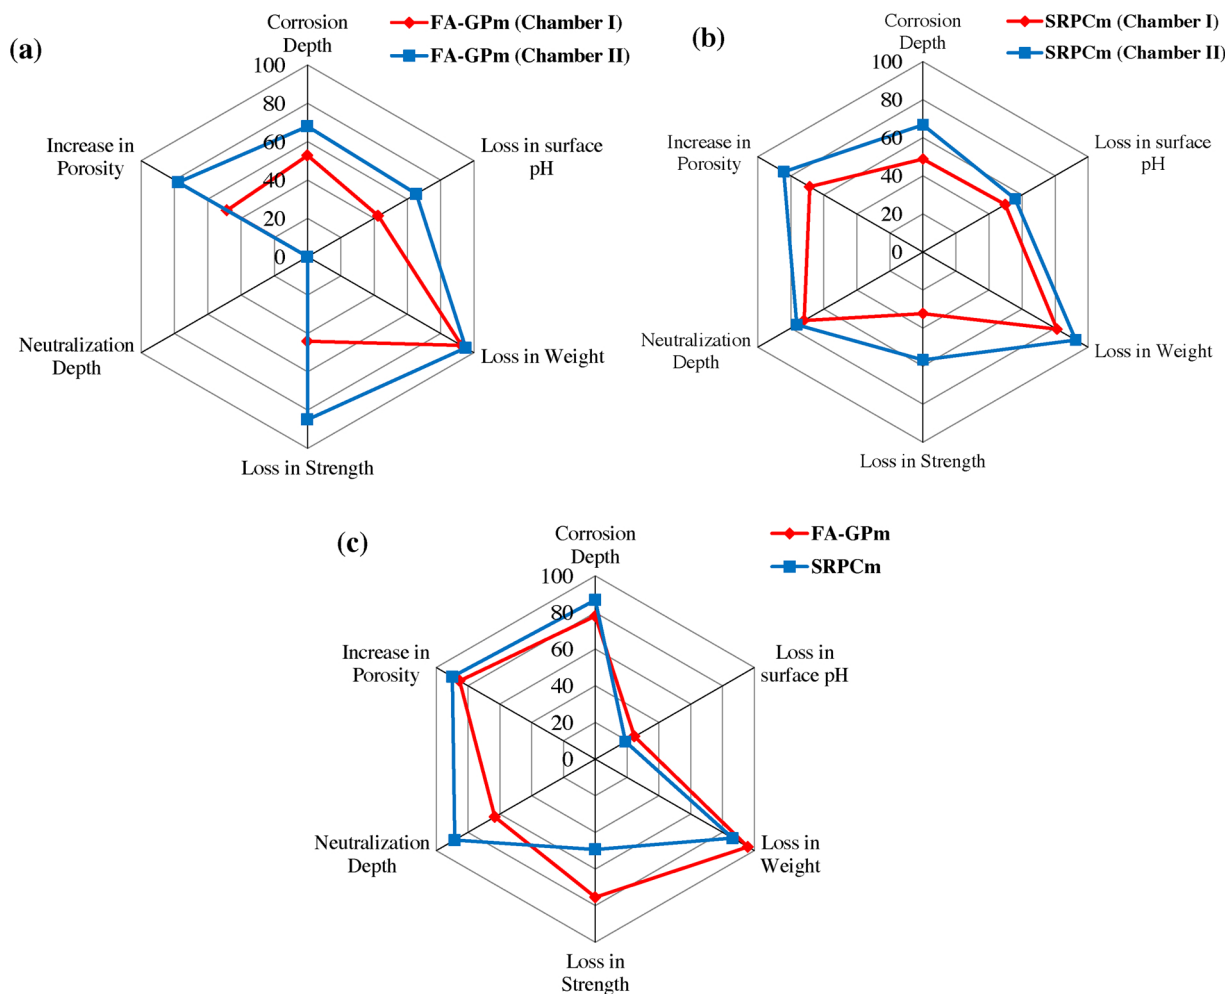 (a)
Corrosion
Depth
FA-GPm (Chamber I)
FA-GPm (Chamber II)
100
80
60
40
20
0
Increase in
Porosity
Loss in surface
pH
Neutralization
Depth
Loss in Weight
Loss in Strength
(b)
Corrosion
Depth
SRPCm (Chamber I)
SRPCm (Chamber II)
100
80
60
40
20
0
Increase in
Porosity
Loss in surface
pH
Neutralization
Depth
Loss in Weight
Loss in Strength
(c)
Corrosion
Depth
FA-GPm
SRPCm
100
80
60
40
20
0
Increase in
Porosity
Loss in
surface pH
Neutralization
Depth
Loss in
Weight
Loss in
Strength